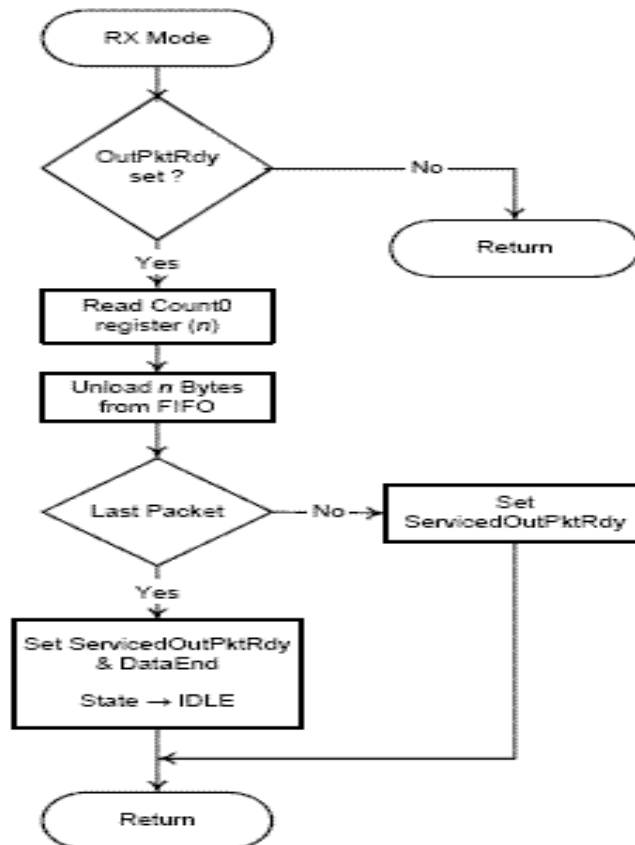 RX Mode
OutPktRdy
set ?
No
Return
Yes
Read Count0
register (n)
Unload n Bytes
from FIFO
Last Packet
No
Set
ServicedOutPktRdy
Yes
Set ServicedOutPktRdy
& DataEnd
State → IDLE
Return